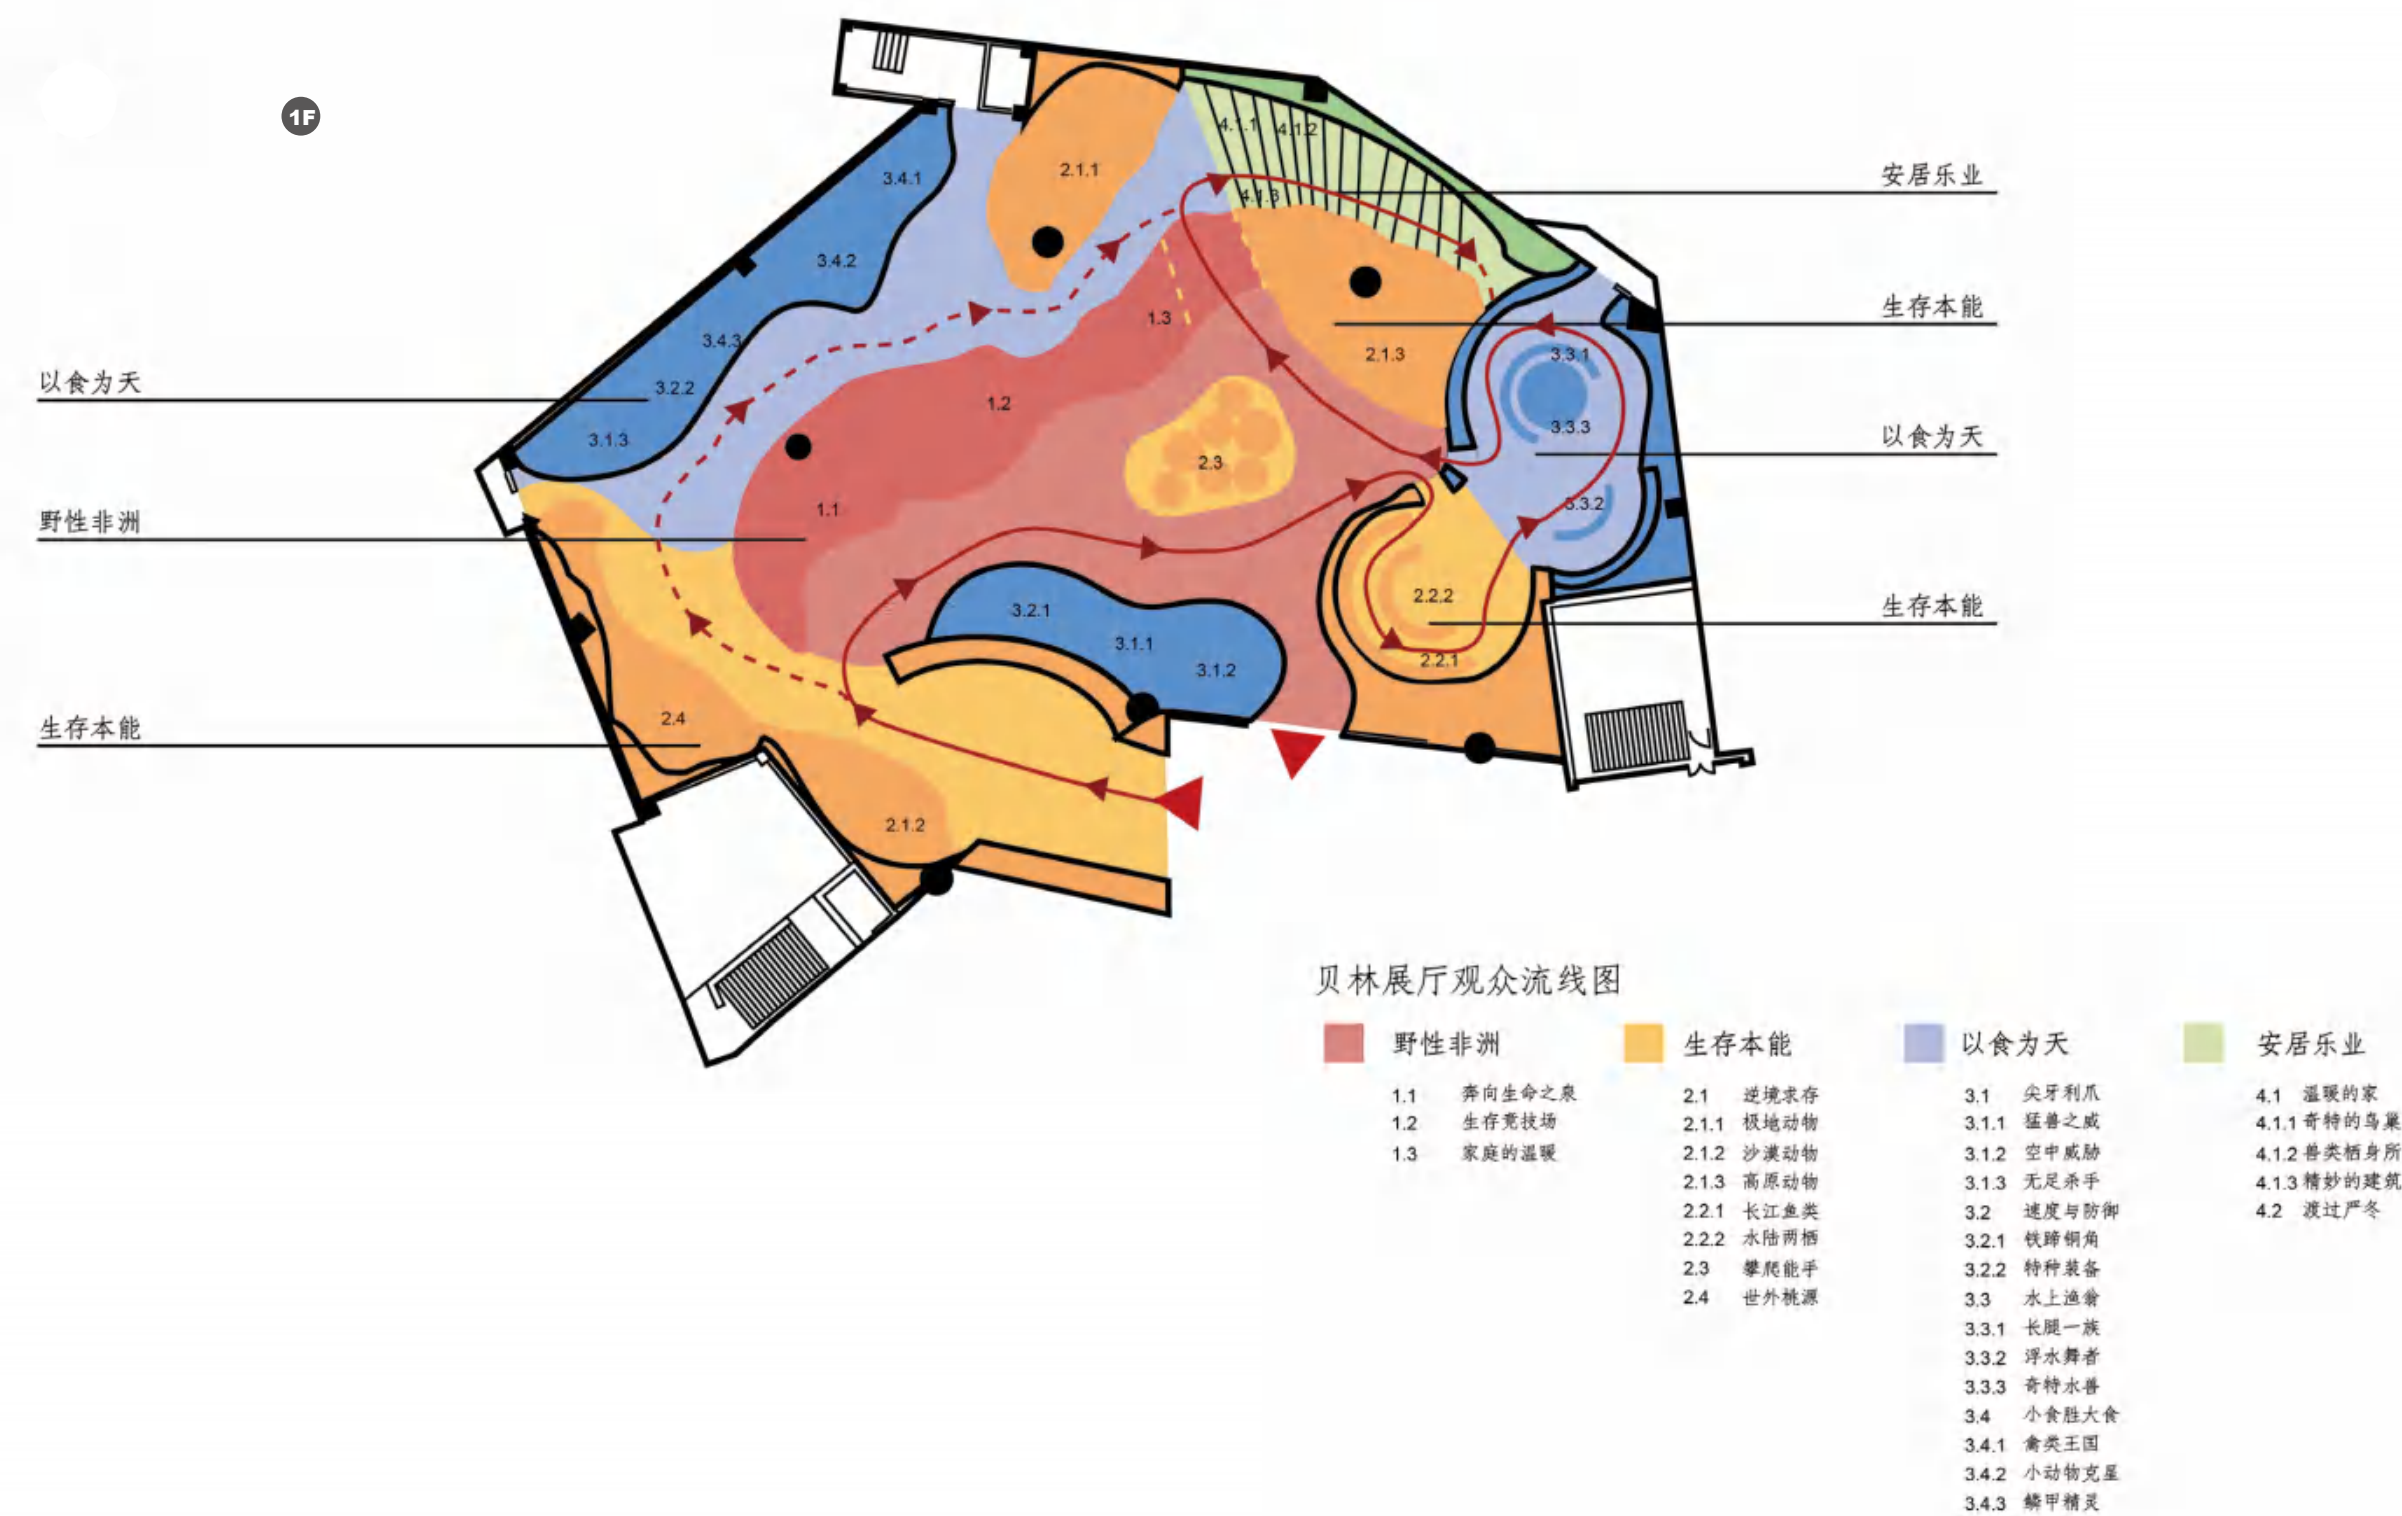 1F
4.1.1
4.1.2
2.1.1
3.4.1
安居乐业
4.1.3
3.4.2
生存本能
1.3
3.4.3
2.1.3
3.3.1
以食为天
3.2.2
1.2
3.3.3
以食为天
3.1.3
2.3
野性非洲
1.1
3.3.2
2.2.2
生存本能
3.2.1
3.1.1
3.1.2
2.2.1
生存本能
2.4
2.1.2
贝林展厅观众流线图
野性非洲
1.1 奔向生命之泉
1.2 生存竞技场
1.3 家庭的温暖
生存本能
2.1 逆境求存
2.1.1 极地动物
2.1.2 沙漠动物
2.1.3 高原动物
2.2.1 长江鱼类
2.2.2 水陆两栖
2.3 攀爬能手
2.4 世外桃源
以食为天
3.1 尖牙利爪
3.1.1 猛兽之威
3.1.2 空中威胁
3.1.3 无足杀手
3.2 速度与防御
3.2.1 铁蹄铜角
3.2.2 特种装备
3.3 水上渔翁
3.3.1 长腿一族
3.3.2 浮水舞者
3.3.3 奇特水兽
3.4 小食胜大食
3.4.1 禽类王国
3.4.2 小动物克星
3.4.3 鳞甲精灵
安居乐业
4.1 温暖的家
4.1.1 奇特的鸟巢
4.1.2 兽类栖身所
4.1.3 精妙的建筑
4.2 渡过严冬